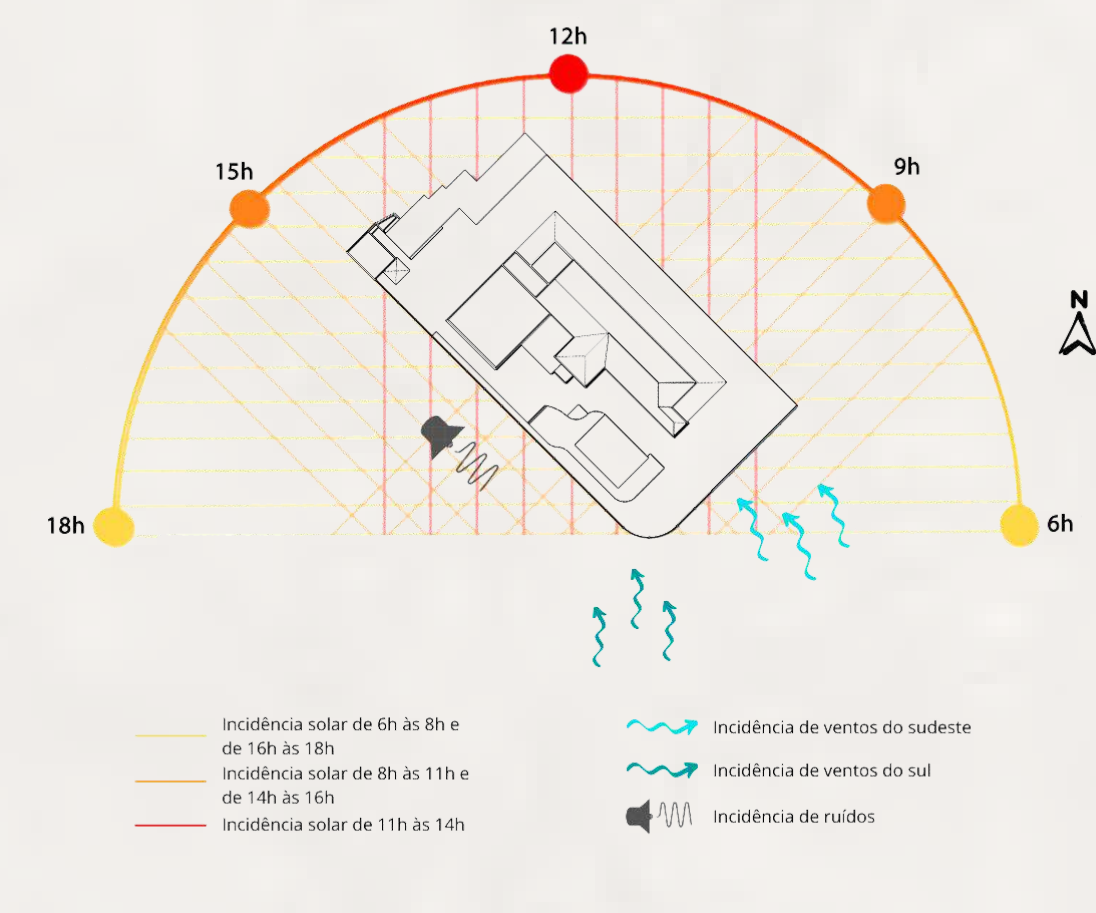 12h
15h
9h
N
18h
6h
Incidência solar de 6h às 8h e
de 16h às 18h
Incidência solar de 8h às 11h e
de 14h às 16h
Incidência solar de 11h às 14h
Incidência de ventos do sudeste
Incidência de ventos do sul
Incidência de ruídos